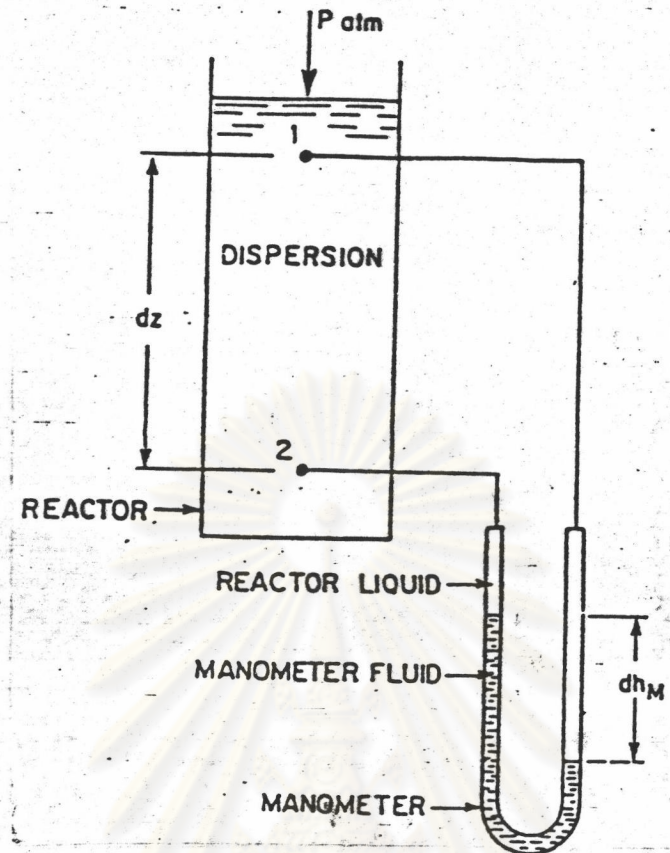 P atm
1
DISPERSION
dz
2
REACTOR
REACTOR LIQUID
MANOMETER FLUID
dhM
MANOMETER